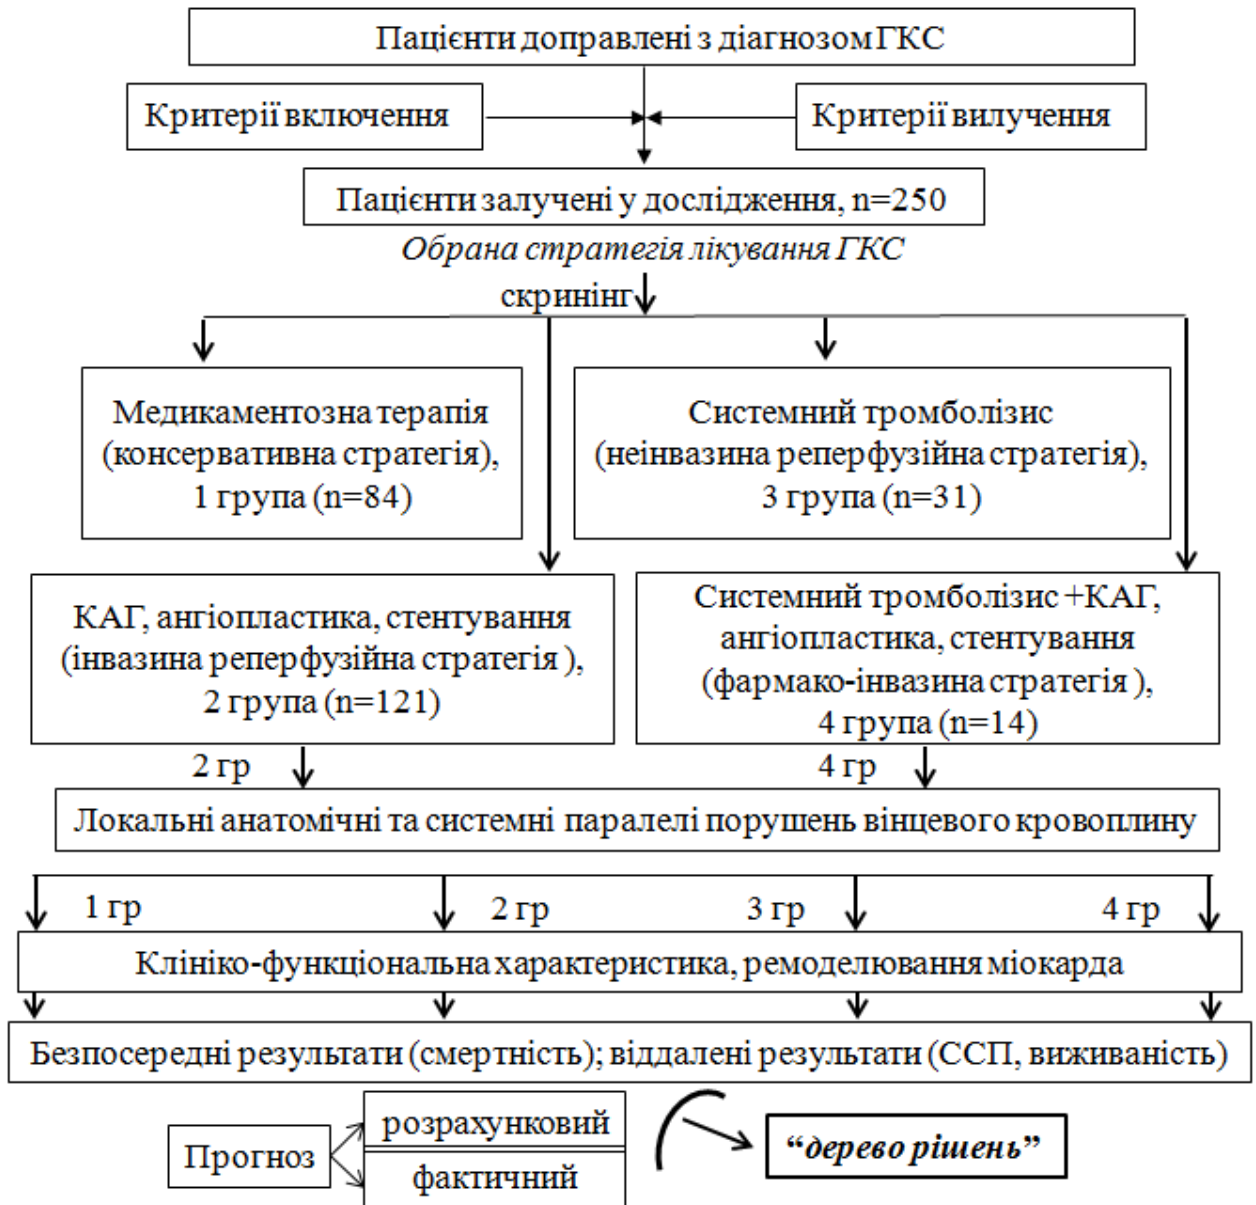 Пацієнти доправлені з діагнозом ГКС
Критерії включення
Критерії вилучення
Пацієнти залучені у дослідження, n=250
Обрана стратегія лікування ГКС
скринінг
Медикаментозна терапія
(консервативна стратегія),
1 група (n=84)
Системний тромболізис
(неінвазина реперфузійна стратегія),
3 група (n=31)
КАГ, ангіопластика, стентування
(інвазина реперфузійна стратегія ),
2 група (n=121)
Системний тромболізис +КАГ,
ангіопластика, стентування
(фармако-інвазина стратегія ),
4 група (n=14)
2 гр
4 гр
Локальні анатомічні та системні паралелі порушень вінцевого кровоплину
1 гр
2 гр
3 гр
4 гр
Клініко-функціональна характеристика, ремоделювання міокарда
Безпосередні результати (смертність); віддалені результати (ССП, виживаність)
Прогноз
розрахунковий
фактичний
“дерево рішень”